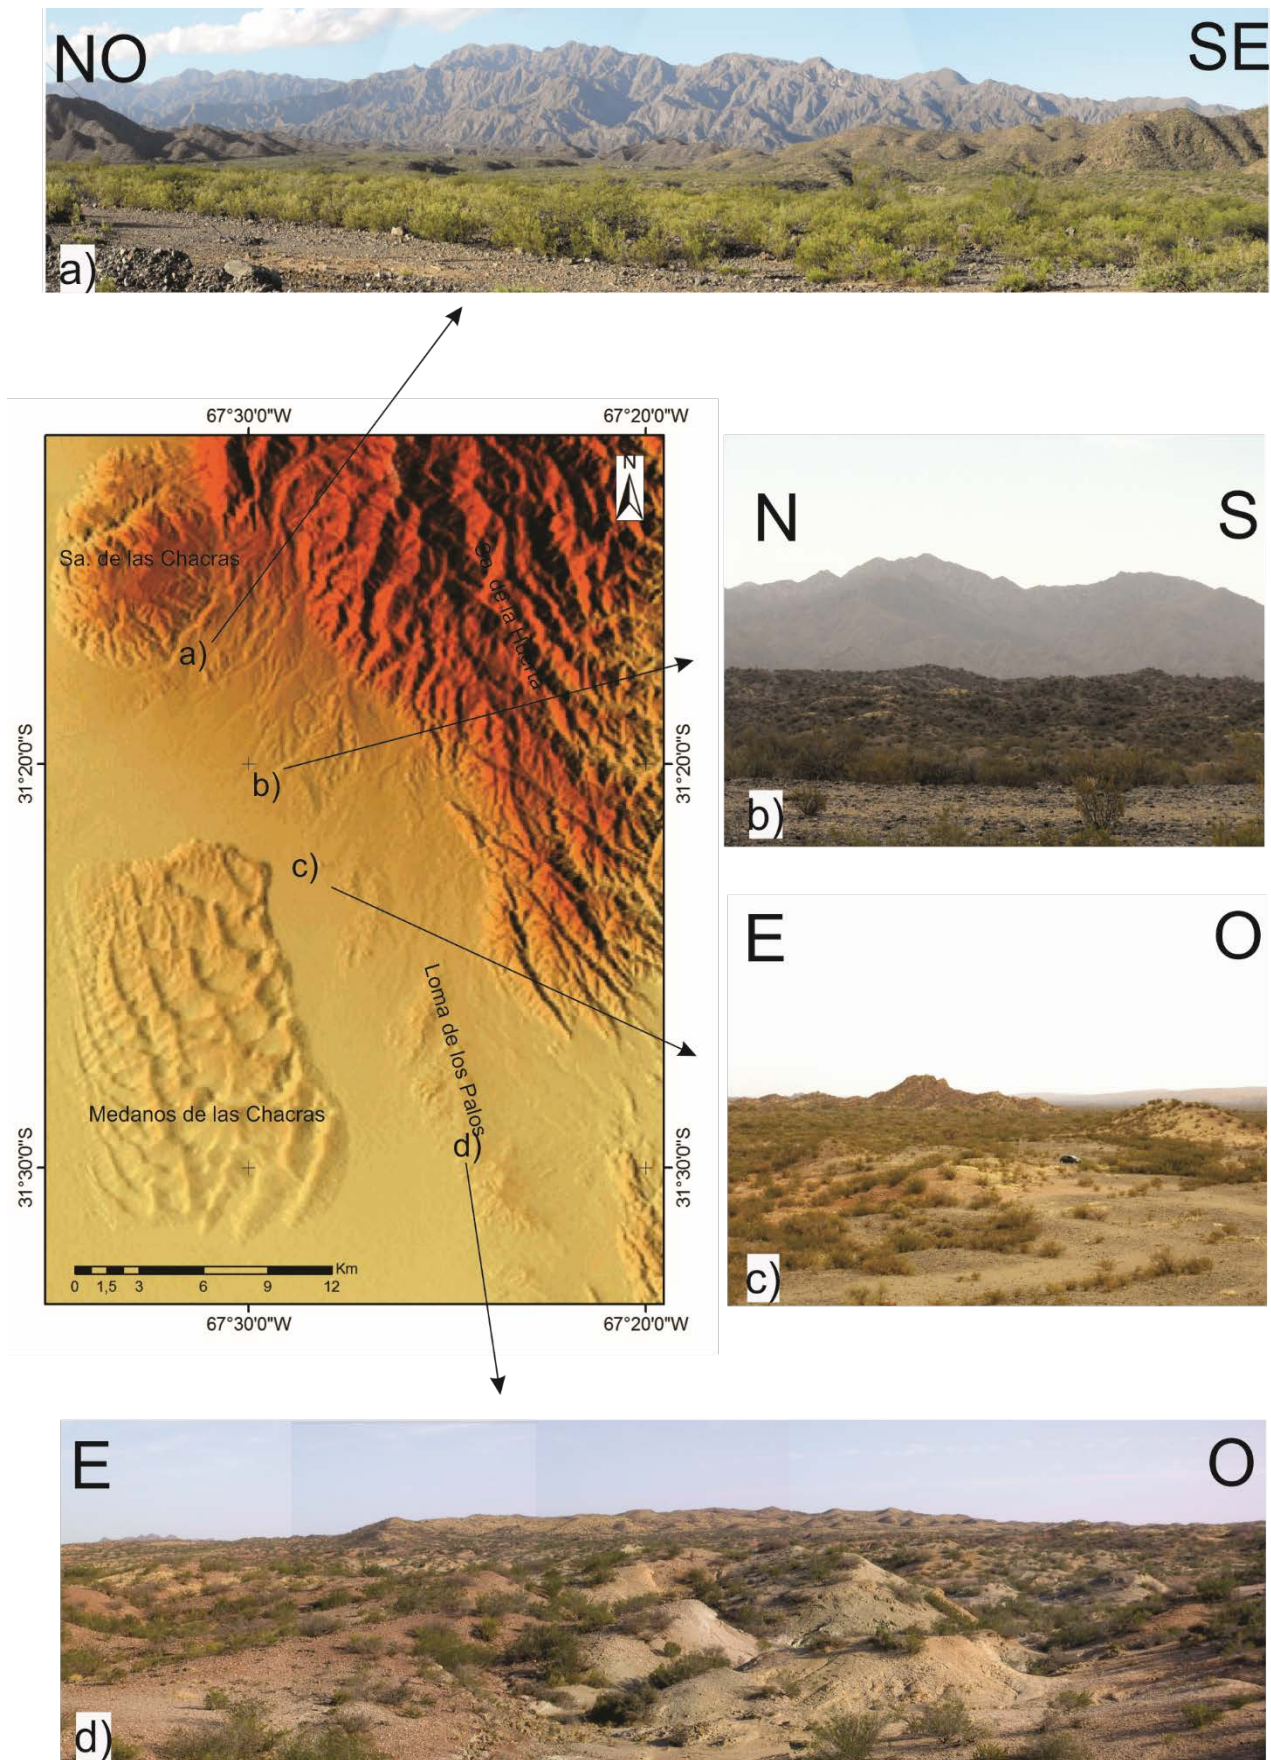 NO
SE
a)
67°30'0"W
67°20'0"W
N
Sa. de las Chacras
Sa de la Huerta
a)
31°20'0"S
31°20'0"S
b)
c)
Loma de los Palos
Medanos de las Chacras
d)
31°30'0"S
31°30'0"S
Km
0 1,5 3 6 9 12
67°30'0"W
67°20'0"W
N
S
b)
E
O
c)
E
O
d)